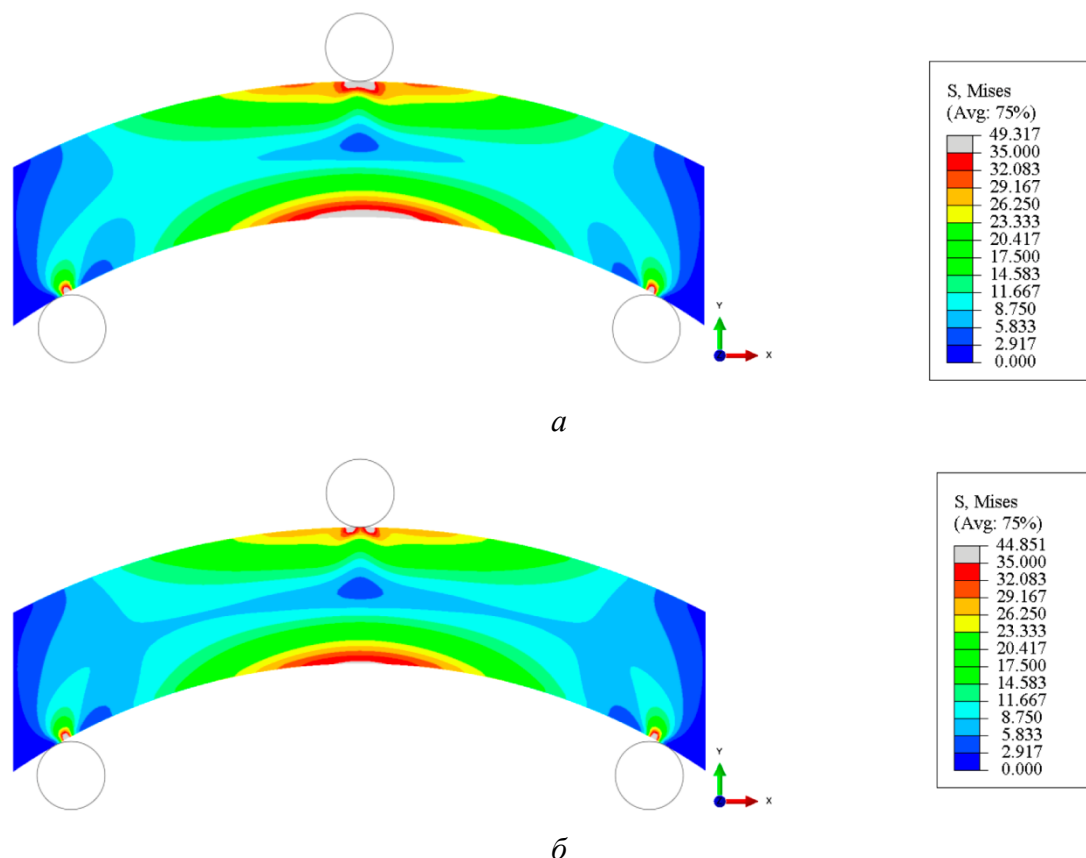 S, Mises
(Avg: 75%)
49.317
35.000
32.083
29.167
26.250
23.333
20.417
17.500
14.583
11.667
8.750
5.833
2.917
0.000
Y
X
а
S, Mises
(Avg: 75%)
44.851
35.000
32.083
29.167
26.250
23.333
20.417
17.500
14.583
11.667
8.750
5.833
2.917
0.000
Y
X
б